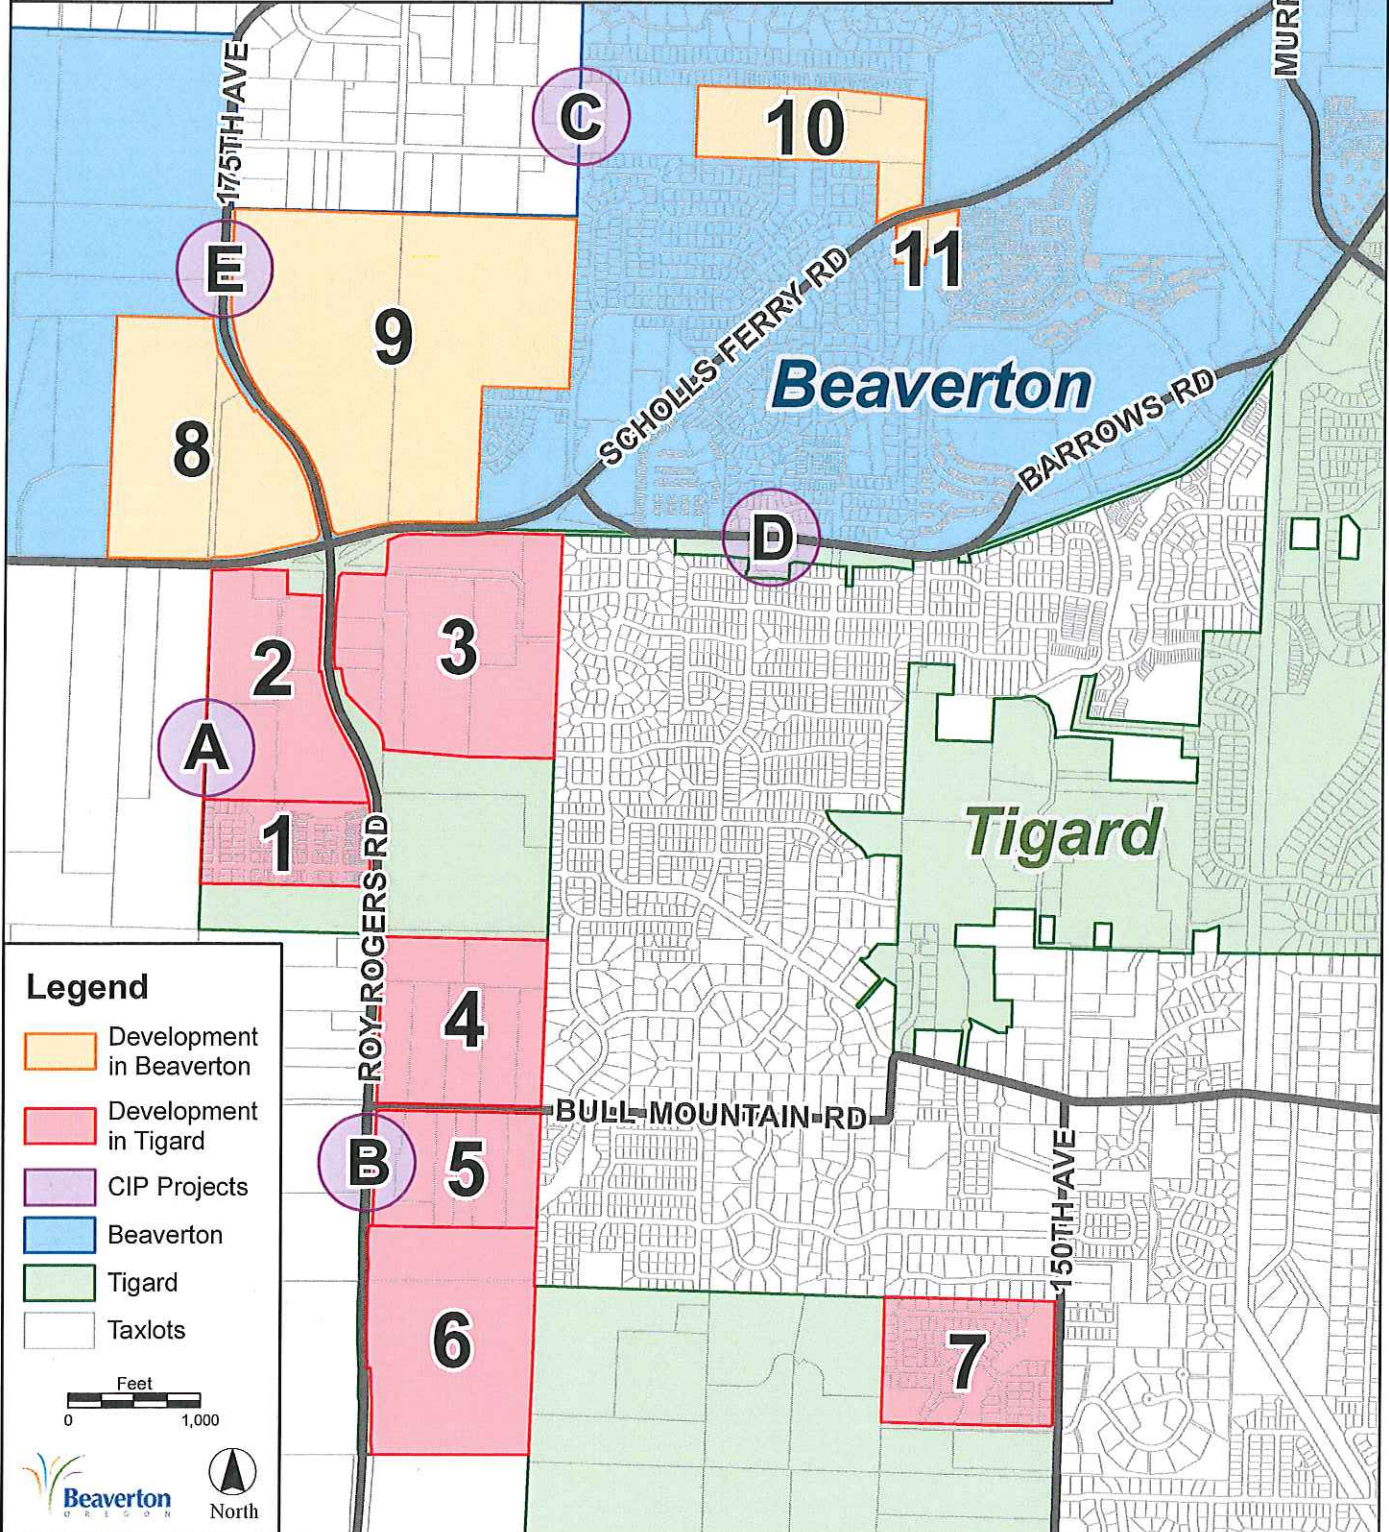 MURR
175TH AVE
C
10
E
11
9
SCHOLLS FERRY RD
Beaverton
BARROWS RD
8
D
2
3
A
1
Tigard
ROY ROGERS RD
4
BULL MOUNTAIN RD
B
5
150TH AVE
6
7
Legend
Development
in Beaverton
Development
in Tigard
CIP Projects
Beaverton
Tigard
Taxlots
Feet
0 1,000
Beaverton
OREGON
North